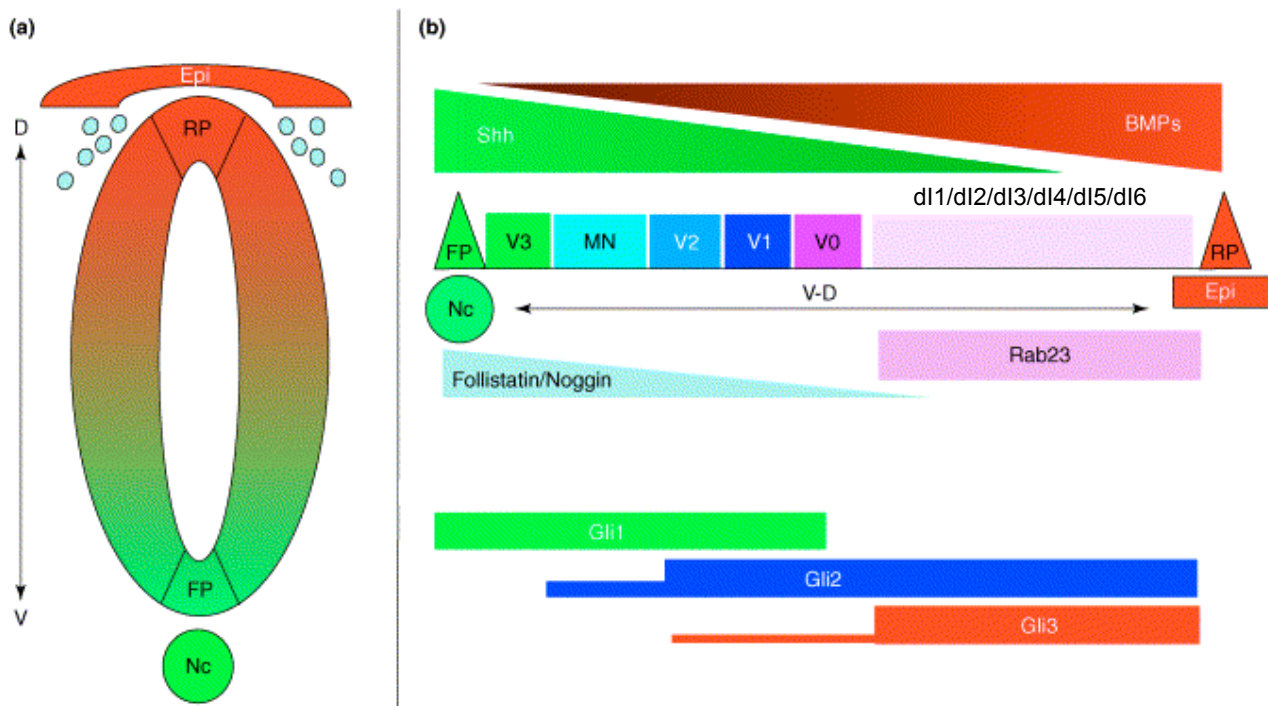 (a)
Epi
D
RP
FP
V
Nc
(b)
Shh
BMPs
dI1/dI2/dI3/dI4/dI5/dI6
FP
V3
MN
V2
V1
V0
RP
Nc
V-D
Epi
Follistatin/Noggin
Rab23
Gli1
Gli2
Gli3